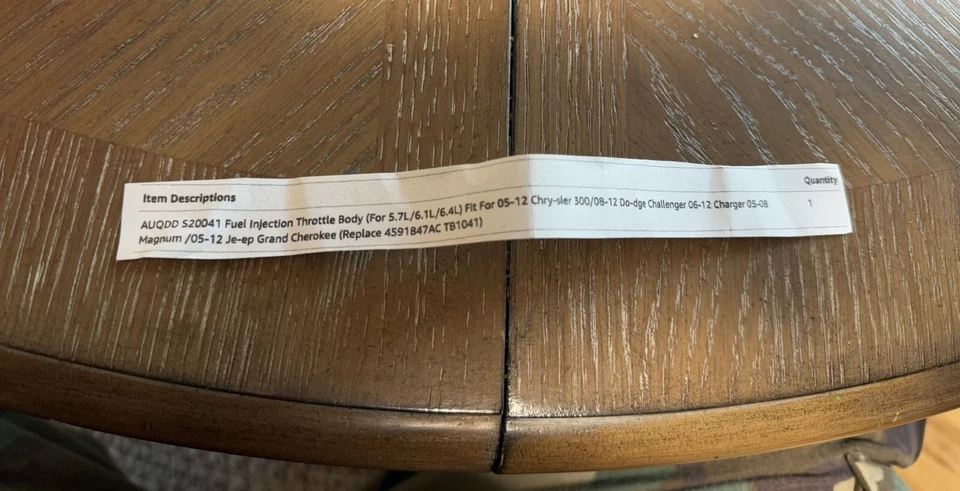 Item Descriptions
Quantity
AUQDD S20041 Fuel Injection Throttle Body (For 5.7L/6.1L/6.4L) Fit For 05-12 Chry-sler 300/08-12 Do-dge Challenger 06-12 Charger 05-08
1
Magnum /05-12 Je-ep Grand Cherokee (Replace 4591847AC TB1041)